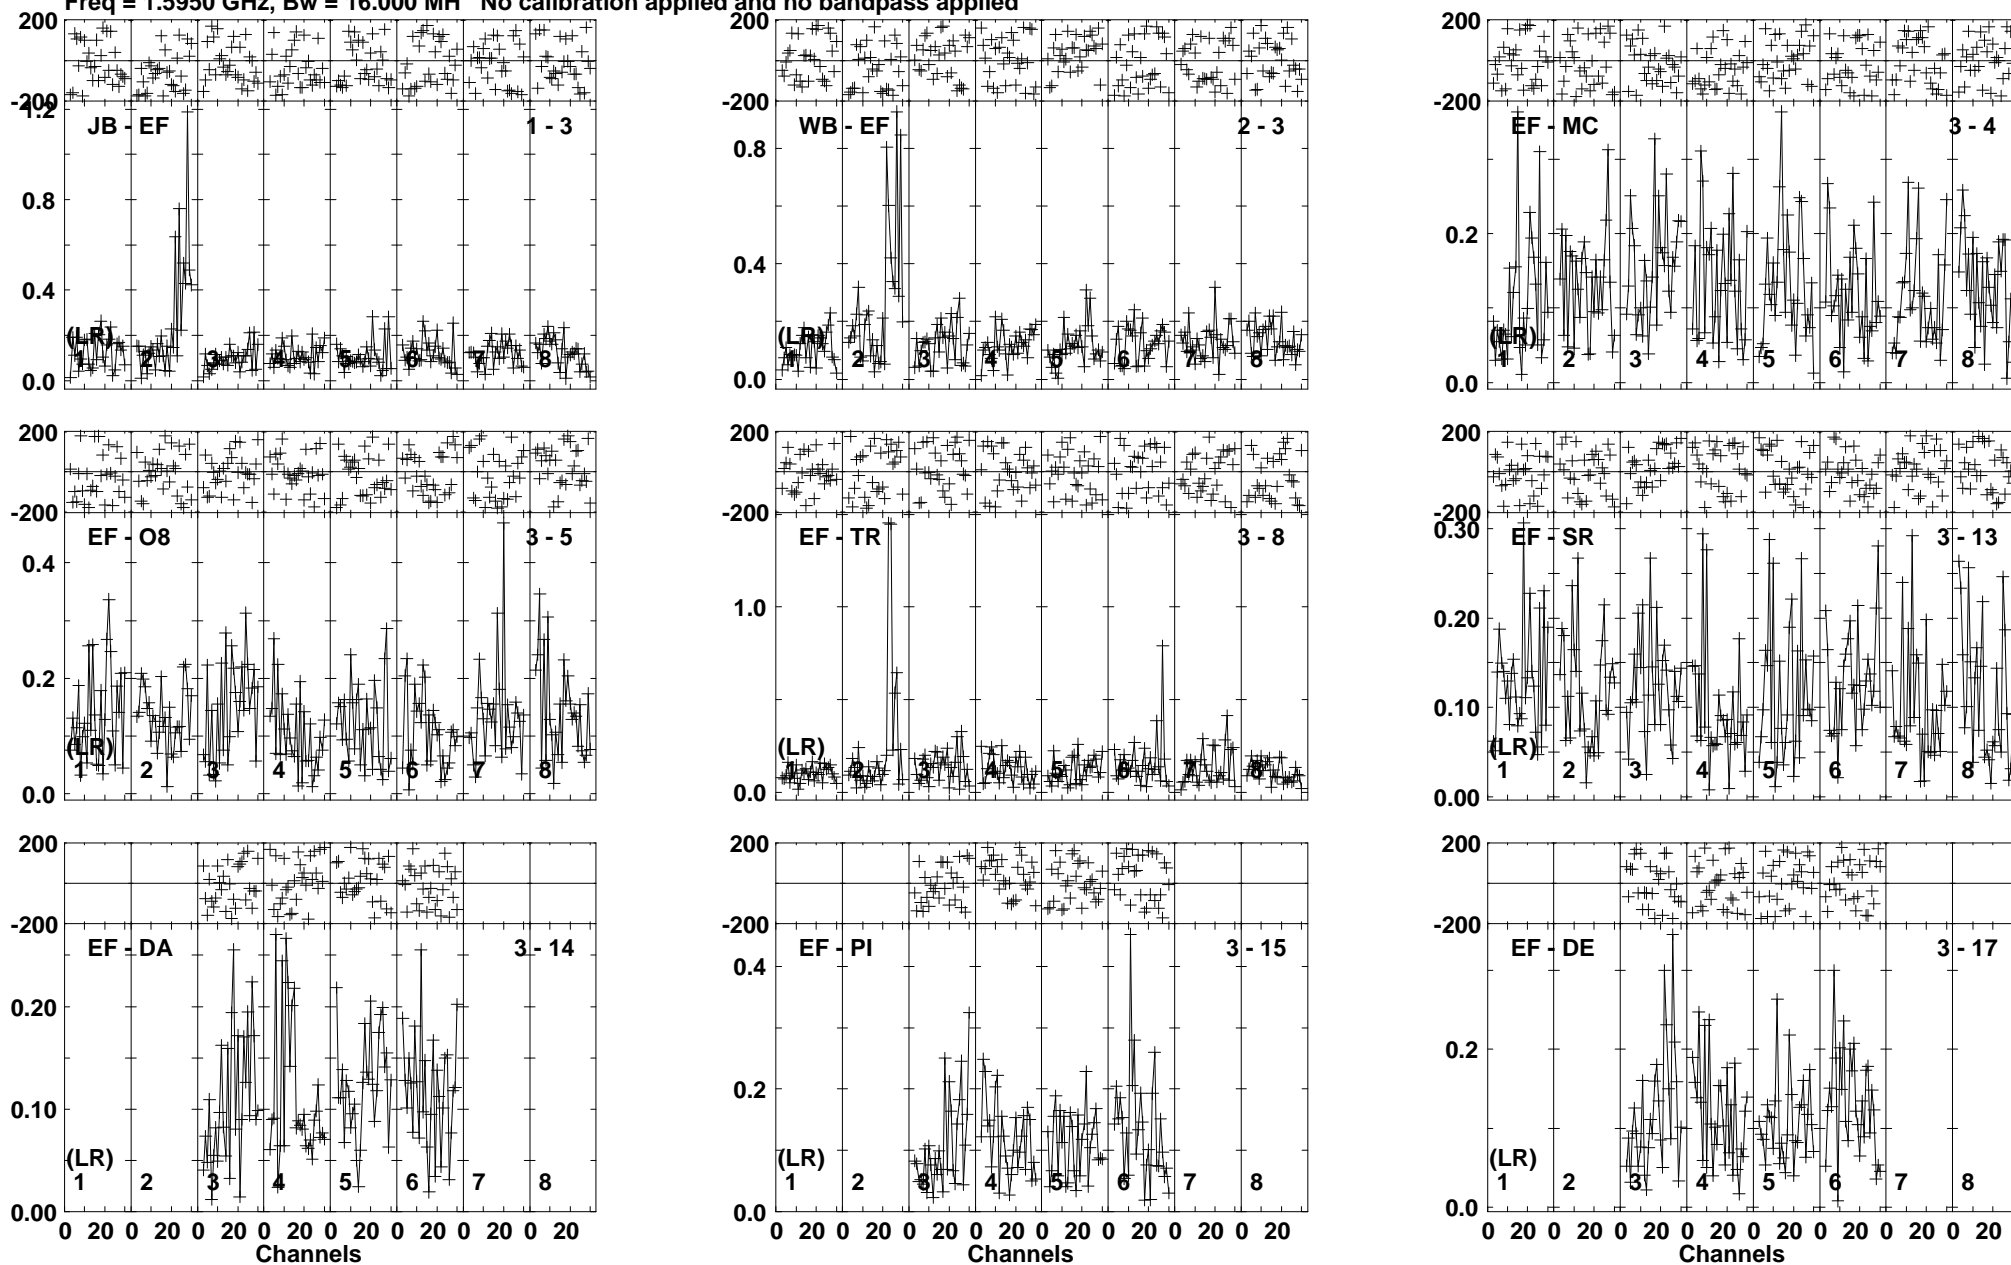 Freq = 1.5950 GHz, Bw = 16.000 MH No calibration applied and no bandpass applied
200 200 200
-200 -200 -200
1.2
JB - EF 1 - 3 WB - EF 2 - 3 EF - MC 3 - 4
0.8 0.8
0.2
0.4 0.4
(LR) (LR) (LR)
1 2 3 4 5 6 7 8 1 2 3 4 5 6 7 8 1 2 3 4 5 6 7 8
0.0 0.0 0.0
200 200 200
-200 -200 -200
0.30
EF - O8 3 - 5 EF - TR 3 - 8 EF - SR 3 - 13
0.4
1.0 0.20
0.2
0.10
(LR) (LR) (LR)
1 2 3 4 5 6 7 8 1 2 3 4 5 6 7 8 1 2 3 4 5 6 7 8
0.0 0.0 0.00
200 200 200
-200 -200 -200
EF - DA 3 - 14 EF - PI 3 - 15 EF - DE 3 - 17
0.4
0.20
0.2
0.2
0.10
(LR) (LR) (LR)
1 2 3 4 5 6 7 8 1 2 3 4 5 6 7 8 1 2 3 4 5 6 7 8
0.00 0.0 0.0
0 20 0 20 0 20 0 20 0 20 0 20 0 20 0 20 0 20 0 20 0 20 0 20 0 20 0 20 0 20 0 20 0 20 0 20 0 20 0 20 0 20 0 20 0 20 0 20
Channels Channels Channels